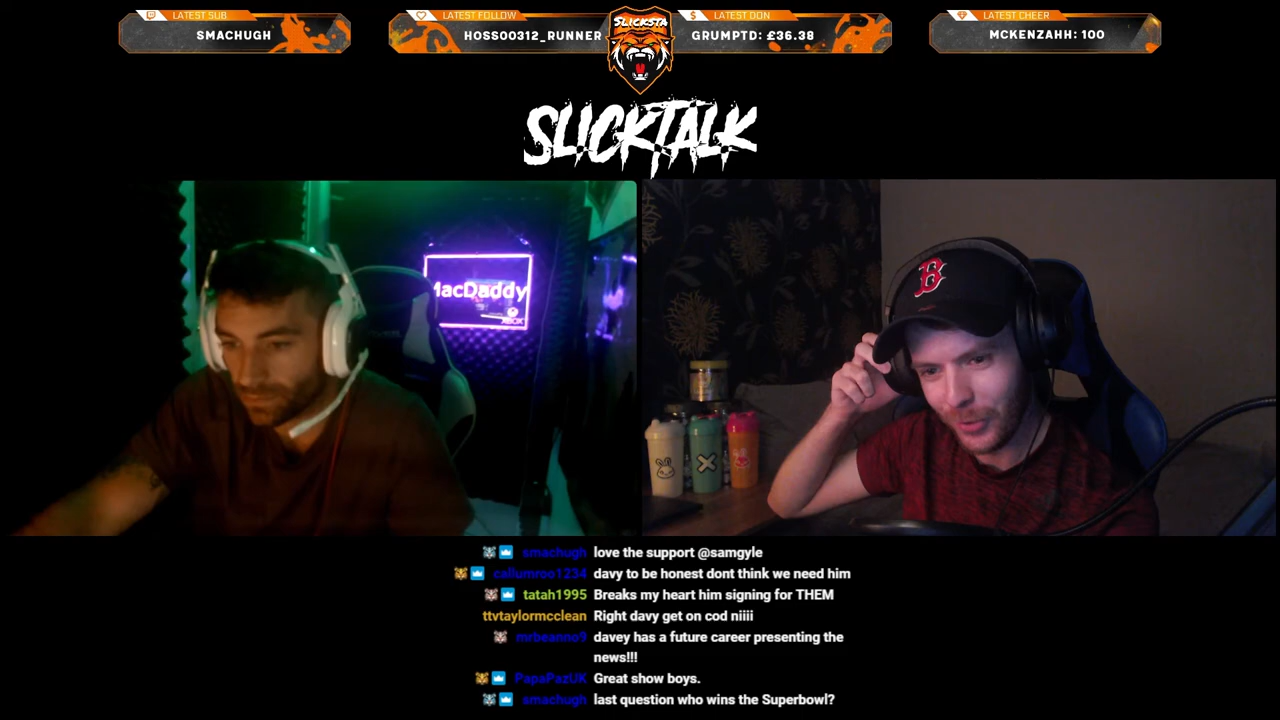 LATEST SUB
SMACHUGH
LATEST FOLLOW
HOSS00312_RUNNER
SLICKSTA
LATEST DON
GRUMPTD: £36.38
LATEST CHEER
MCKENZAHH: 100
SLICKTALK
MacDaddy
XBOX
B
smachugh love the support @samgyle
callumroo1234 davy to be honest dont think we need him
tatah1995 Breaks my heart him signing for THEM
ttvtaylormcclean Right davy get on cod niiii
mrbeanno9 davey has a future career presenting the
news!!!
PapaPazUK Great show boys.
smachugh last question who wins the Superbowl?